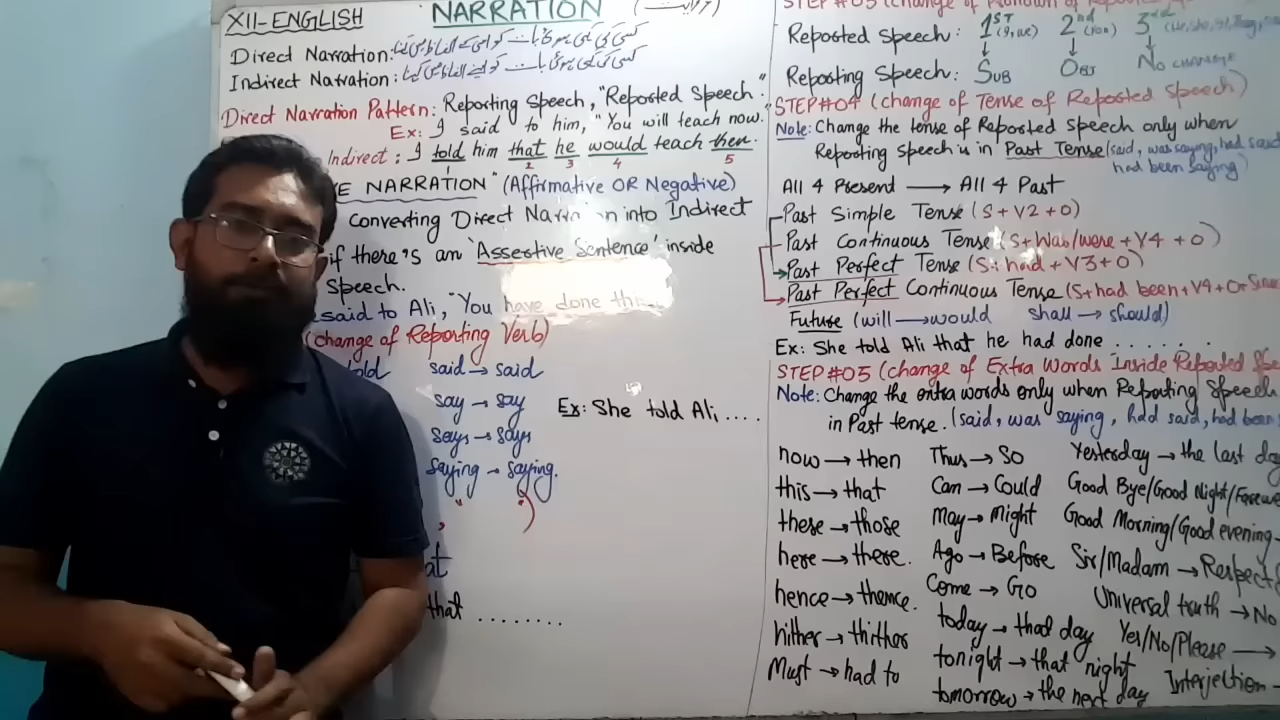 XII-ENGLISH
NARRATION
Direct Narration:
Indirect Narration:
Direct Narration Pattern: Reporting Speech, "Reported Speech."
Ex: I said to him, "You will teach now."
Indirect: I told him that he would teach then.
2 3 4 5
NARRATION" (Affirmative OR Negative)
converting Direct into Indirect
if there's an 'Assertive Sentence' inside
Speech.
said to Ali, "You have done
(change of Reporting Verb)
told said → said
say → say
says → says
saying → saying.
Ex: She told Ali.....
, " ")
that ........
Reported Speech: 1ST (I, we) 2nd (You) 3rd
Reporting Speech: SUB OBJ No CHANGE
STEP#04 (change of Tense of Reported Speech)
Note: Change the tense of Reported speech only when
Reporting speech is in Past Tense (said, was saying, had said
had been saying)
All 4 Present → All 4 Past
Past Simple Tense (S + V2 + O)
Past Continuous Tense (S + was/were + V4 + O)
Past Perfect Tense (S + had + V3 + O)
Past Perfect Continuous Tense (S + had been + V4 + O +
Future (will → would shall → should)
Ex: She told Ali that he had done ......
STEP#05 (change of Extra Words Inside Reported
Note: Change the extra words only when Reporting Speech
in Past tense. (said, was saying, had said, had been
now → then Thus → So Yesterday → the last day
this → that Can → Could Good Bye/Good Night/
these → those May → Might Good Morning/Good evening
here → there. Ago → Before Sir/Madam → Respect
hence → thence. Come → Go Universal truth → No
hither → thither today → that day Yes/No/Please →
Must → had to tonight → that night Interjection
tomorrow → the next day